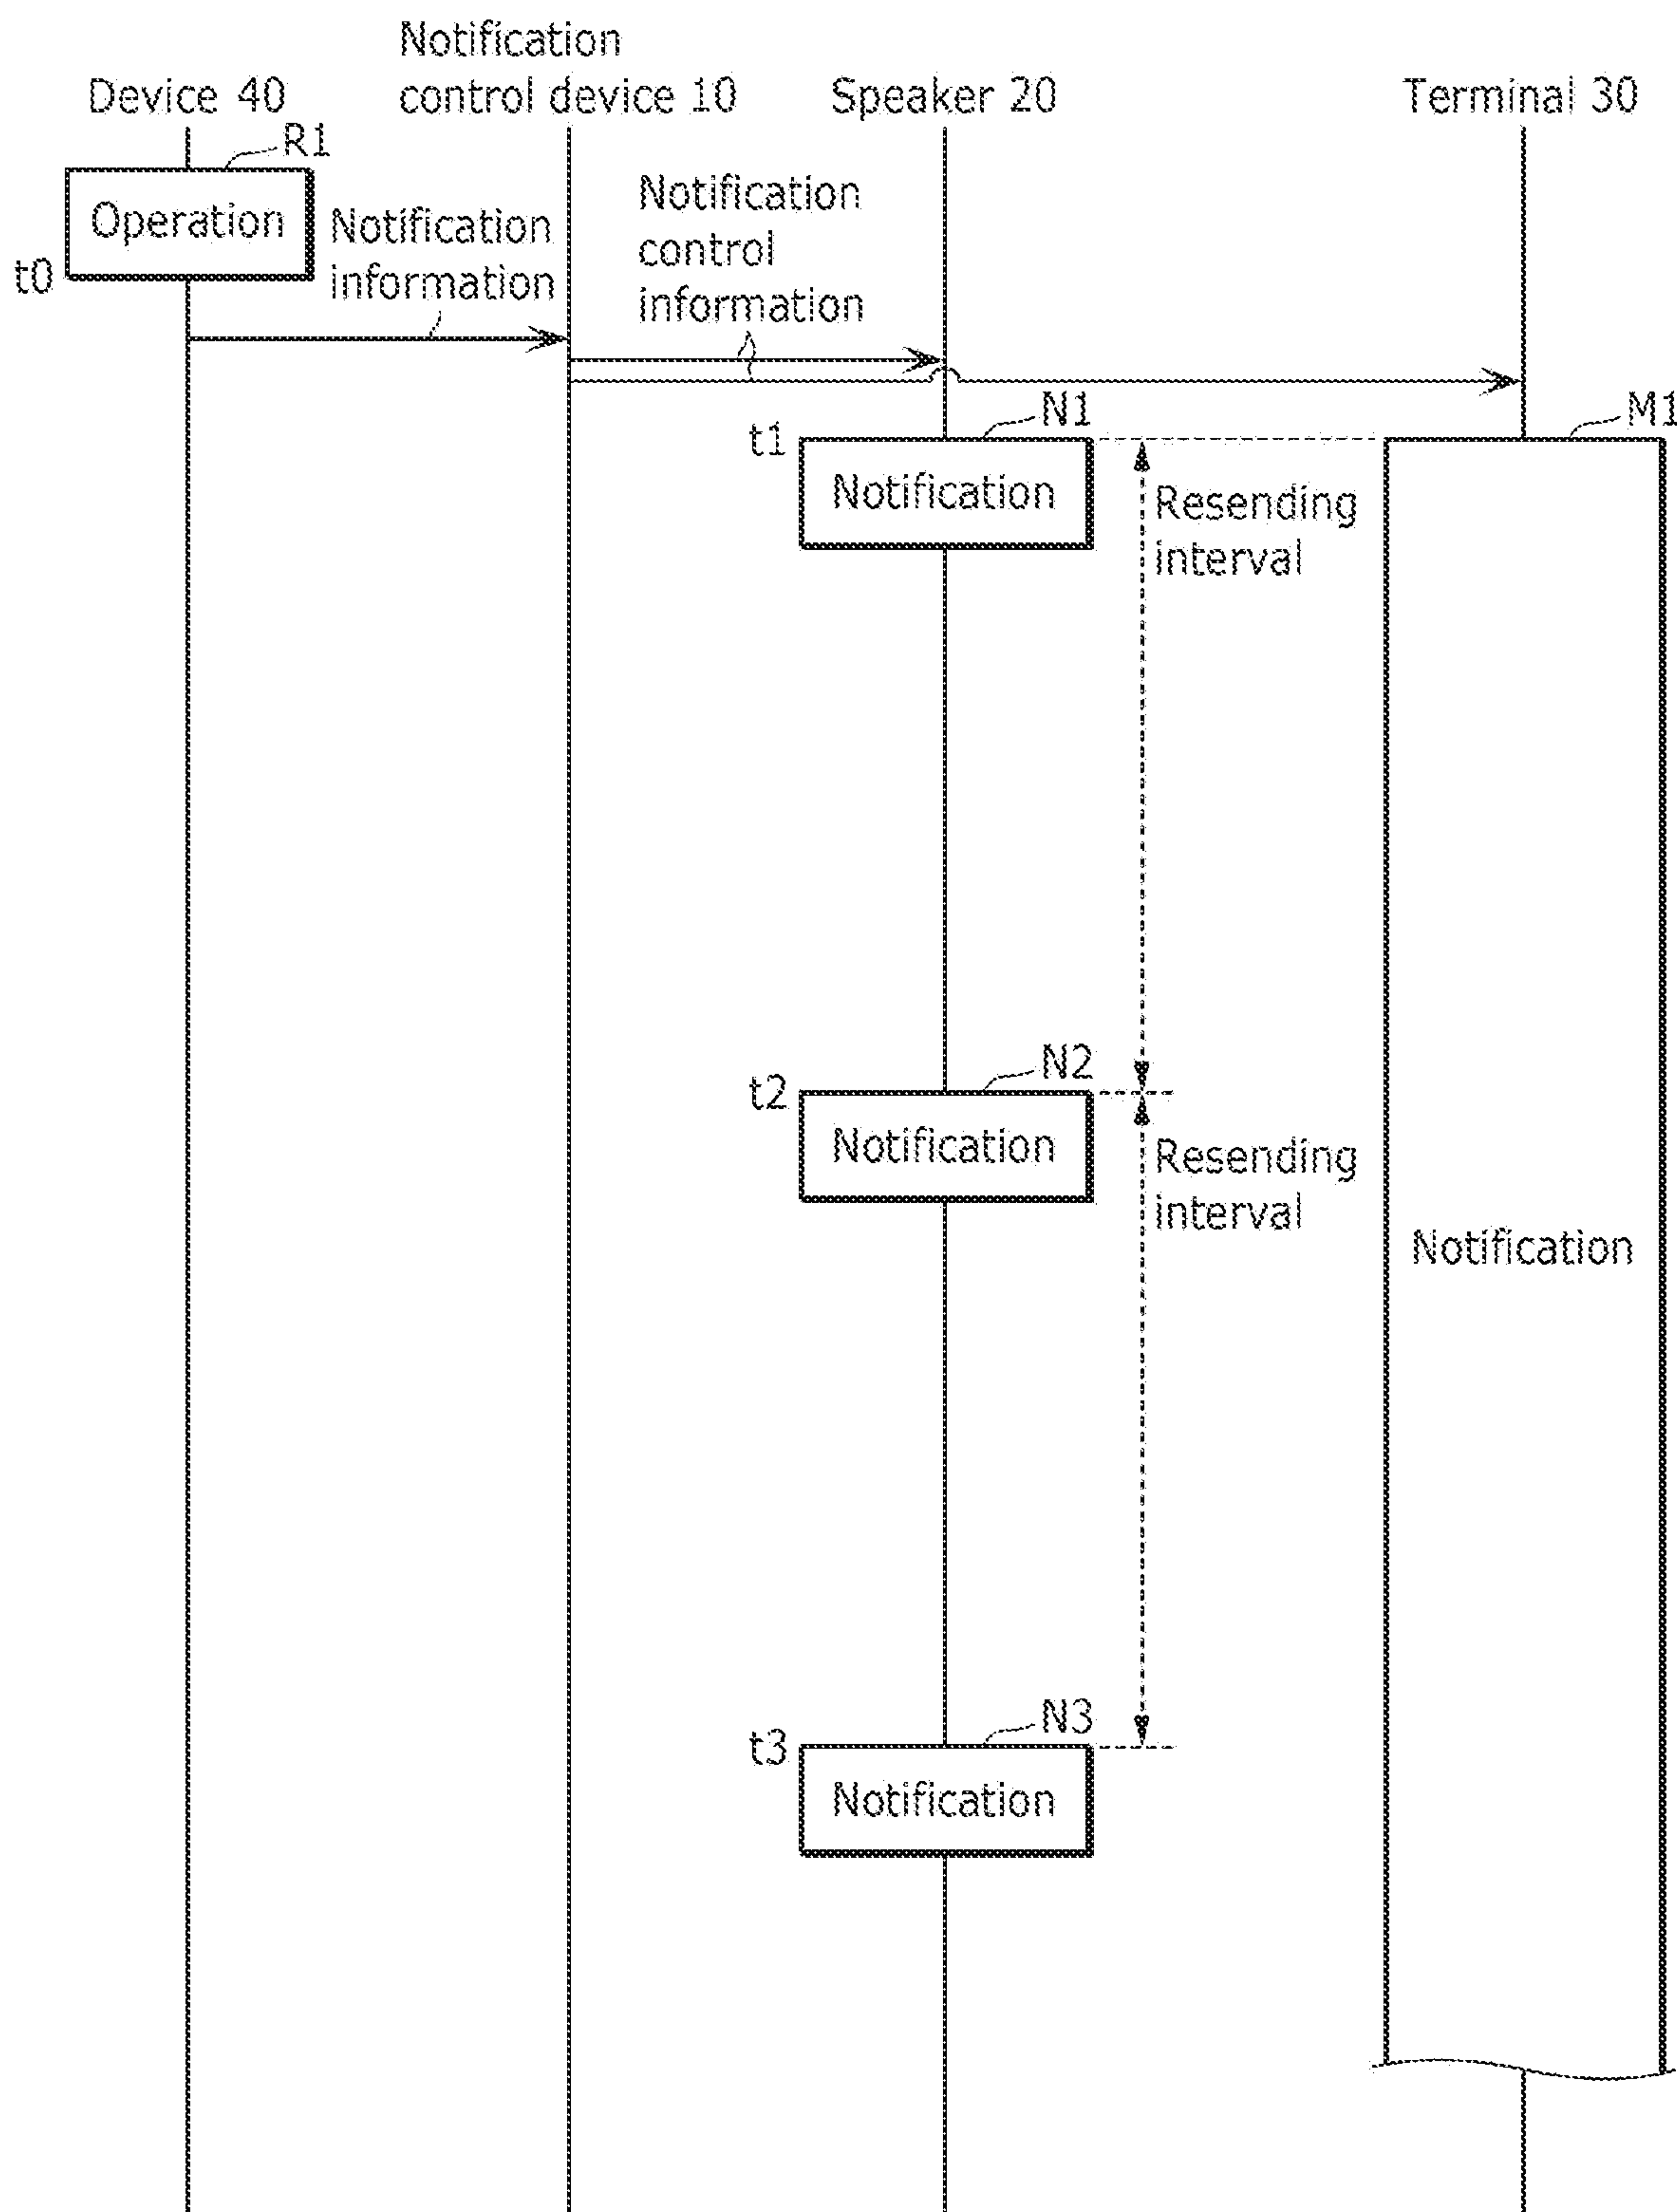 Notification
Device 40
control device 10
Speaker 20
Terminal 30
R1
Operation
t0
Notification
information
Notification
control
information
t1
N1
M1
Notification
Resending
interval
t2
N2
Notification
Resending
interval
Notification
t3
N3
Notification